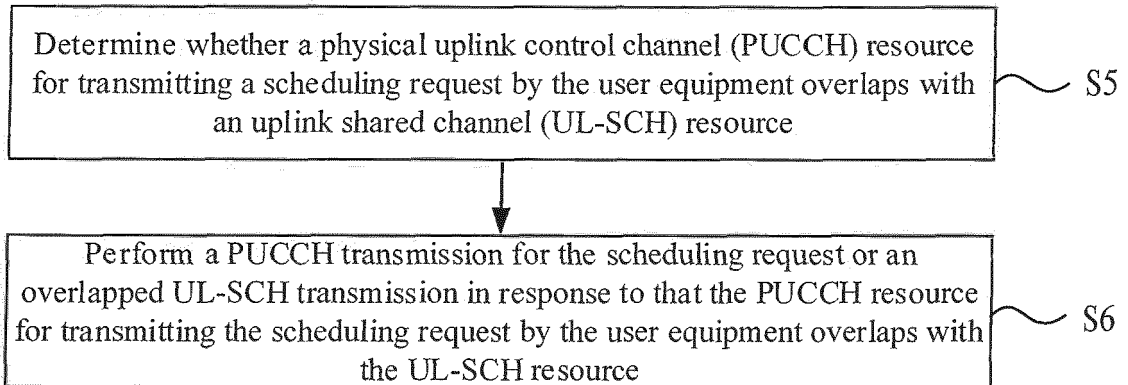 Determine whether a physical uplink control channel (PUCCH) resource
for transmitting a scheduling request by the user equipment overlaps with
an uplink shared channel (UL-SCH) resource
S5
Perform a PUCCH transmission for the scheduling request or an
overlapped UL-SCH transmission in response to that the PUCCH resource
for transmitting the scheduling request by the user equipment overlaps with
the UL-SCH resource
S6